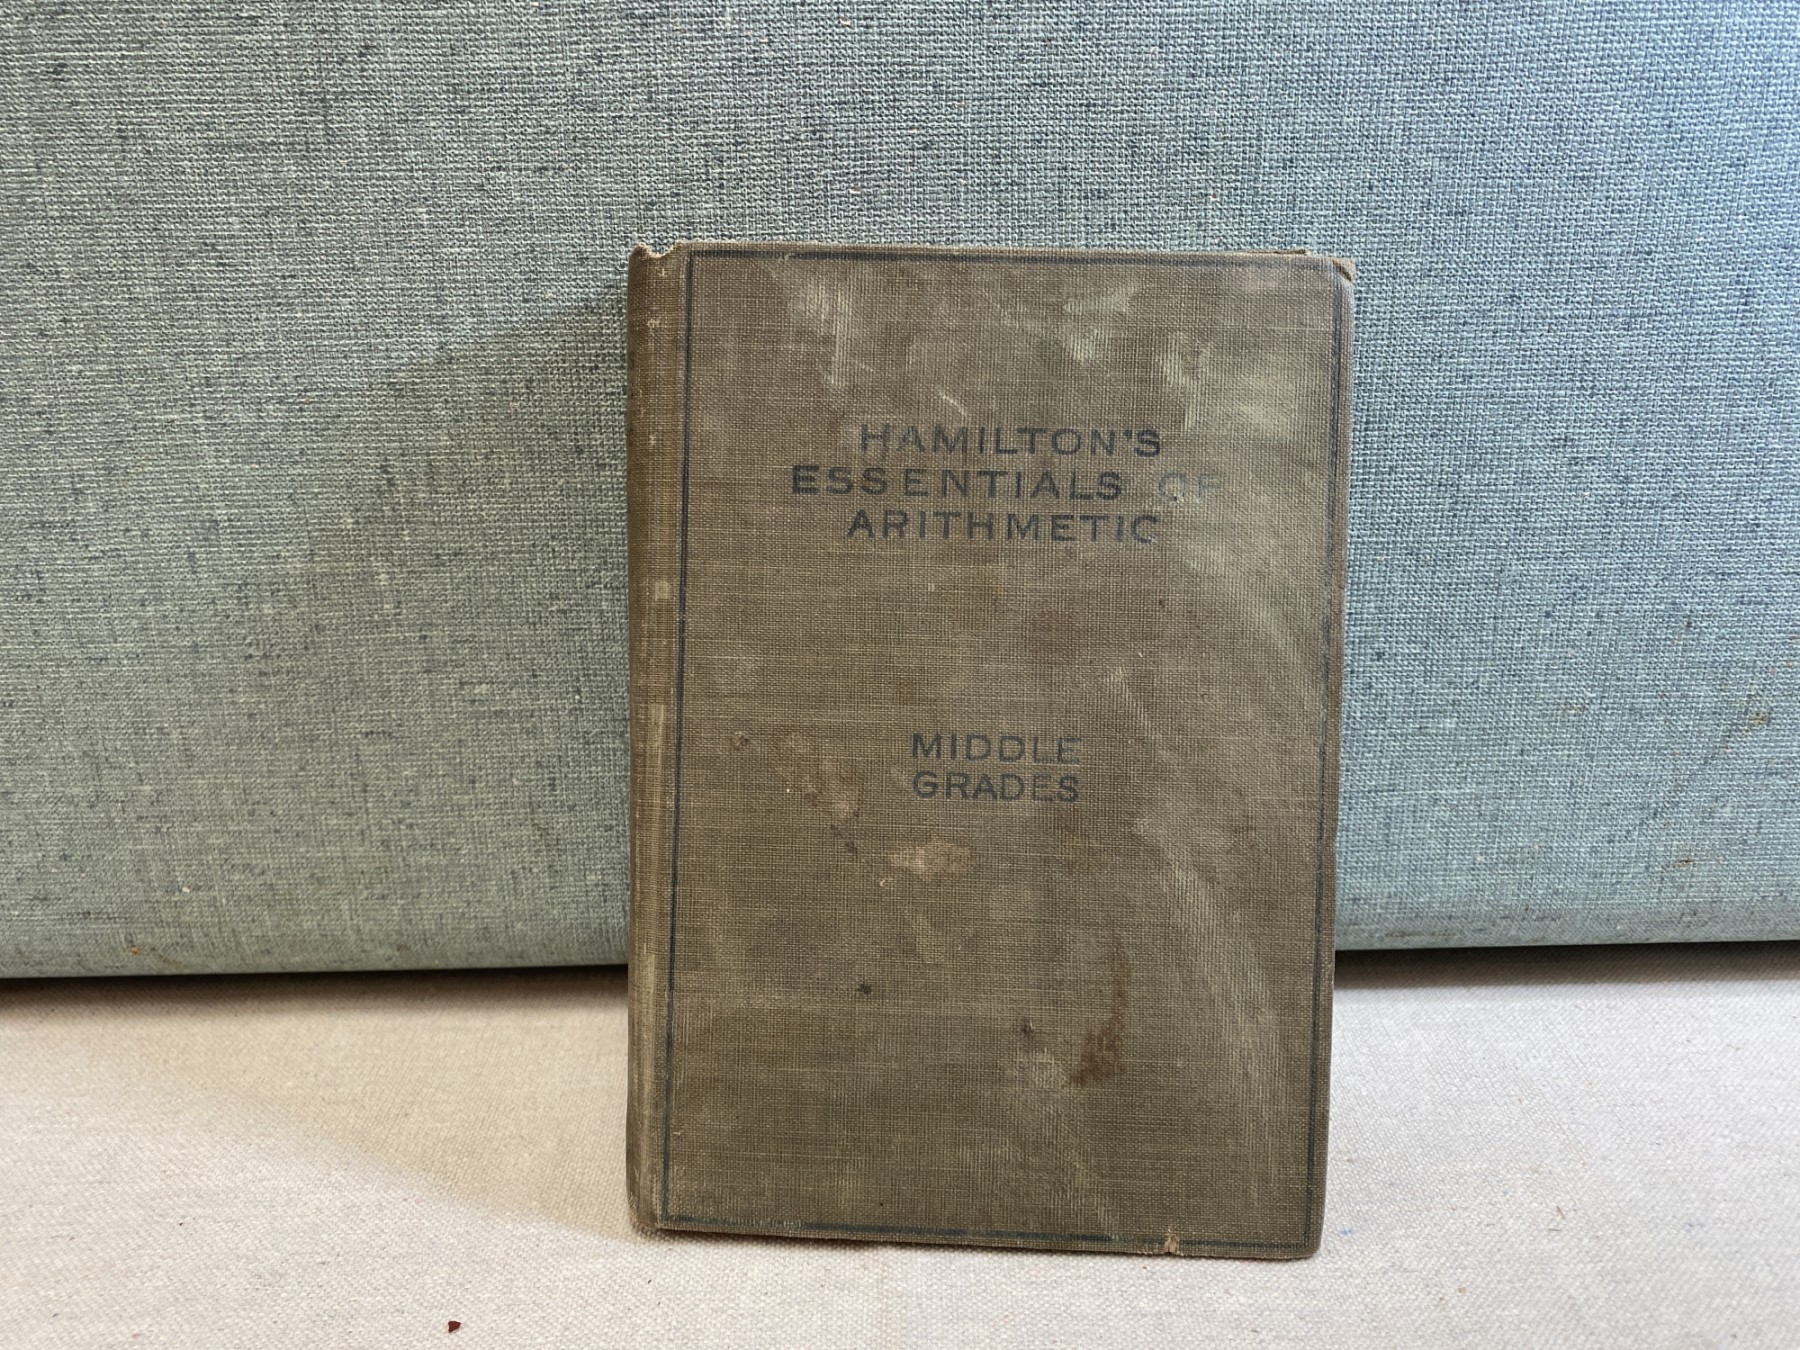 HAMILTON'S
ESSENTIALS OF
ARITHMETIC
MIDDLE
GRADES